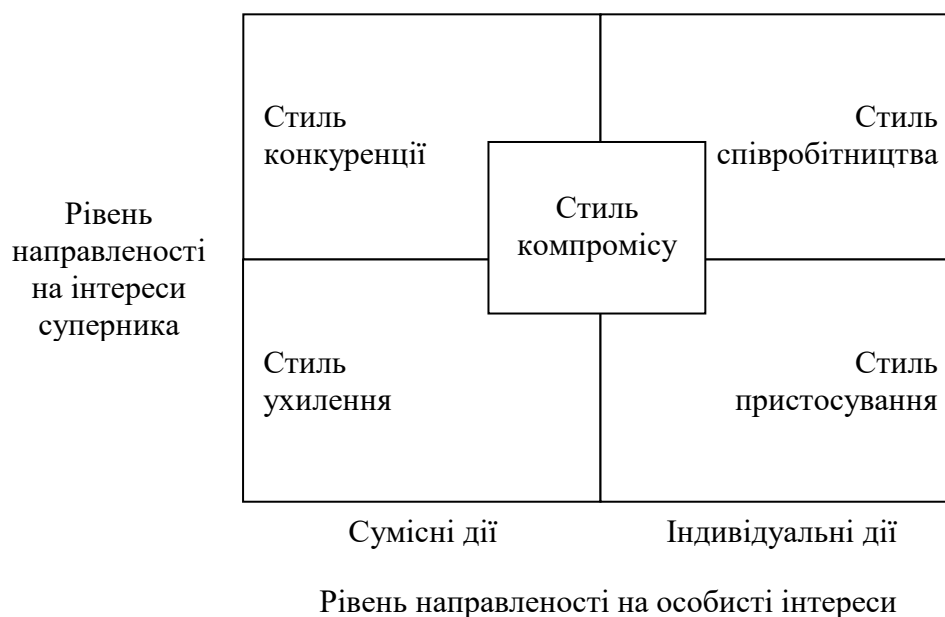 Стиль
конкуренції
Стиль
співробітництва
Стиль
компромісу
Рівень
направленості
на інтереси
суперника
Стиль
ухилення
Стиль
пристосування
Сумісні дії
Індивідуальні дії
Рівень направленості на особисті інтереси